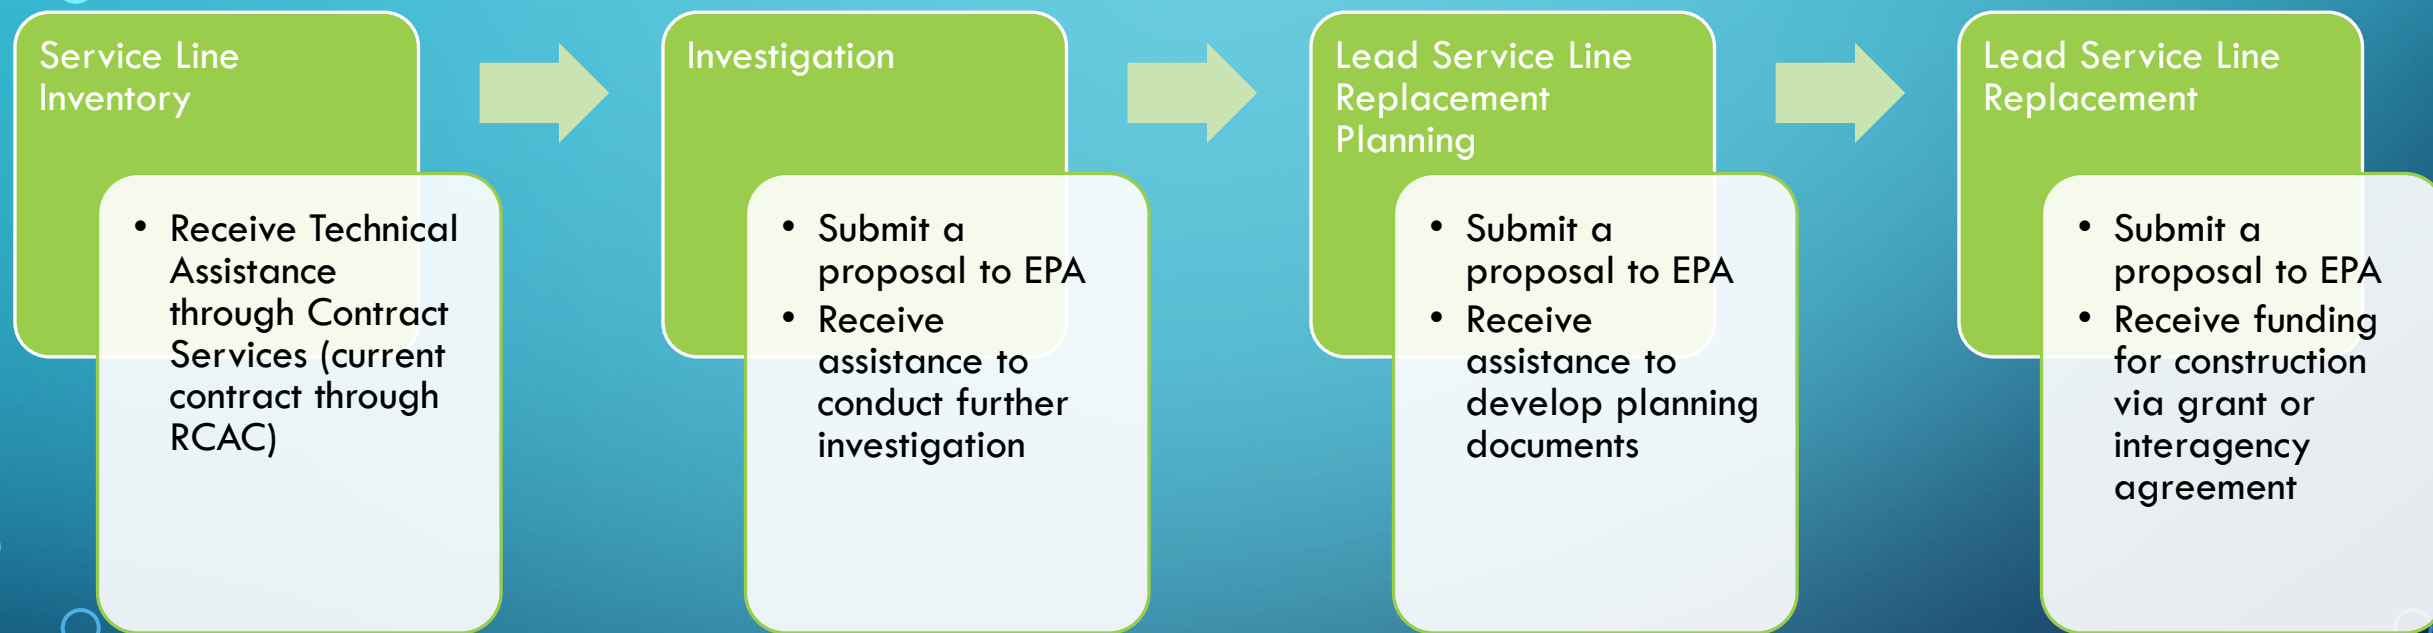 Service Line
Inventory
• Receive Technical
Assistance
through Contract
Services (current
contract through
RCAC)
Investigation
• Submit a
proposal to EPA
• Receive
assistance to
conduct further
investigation
Lead Service Line
Replacement
Planning
• Submit a
proposal to EPA
• Receive
assistance to
develop planning
documents
Lead Service Line
Replacement
• Submit a
proposal to EPA
• Receive funding
for construction
via grant or
interagency
agreement